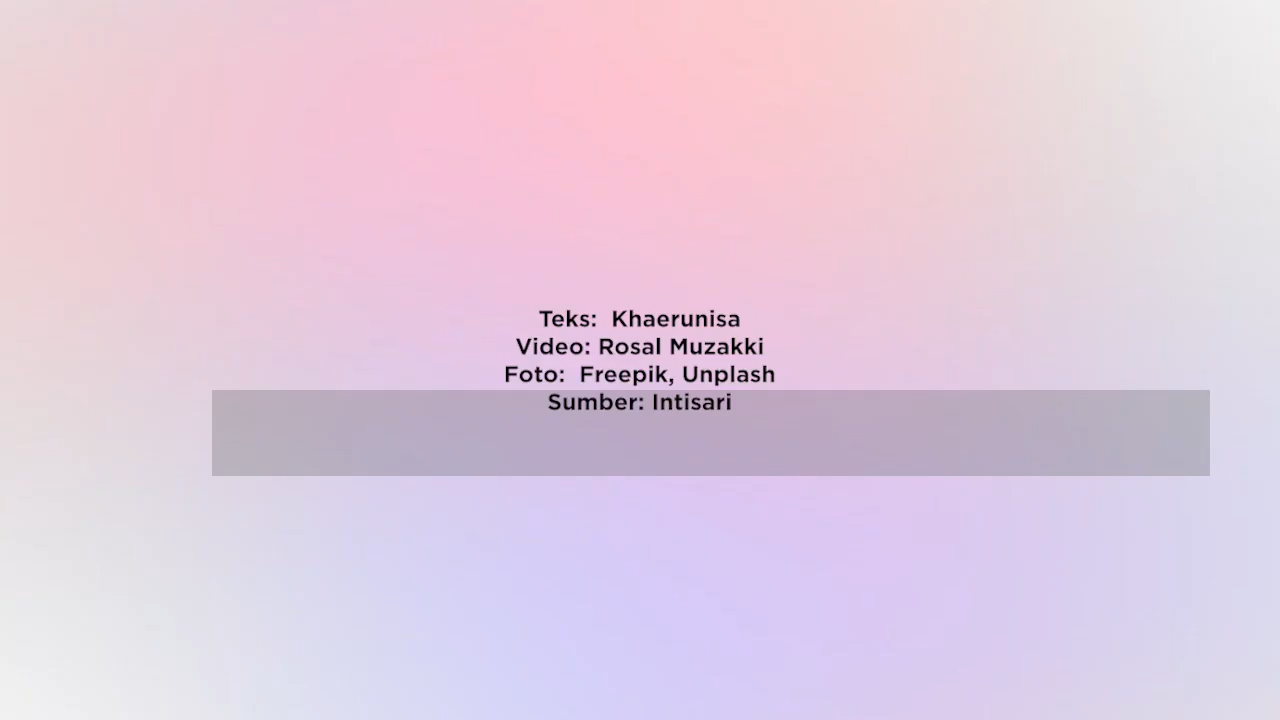 Teks: Khaerunisa
Video: Rosal Muzakki
Foto: Freepik, Unplash
Sumber: Intisari